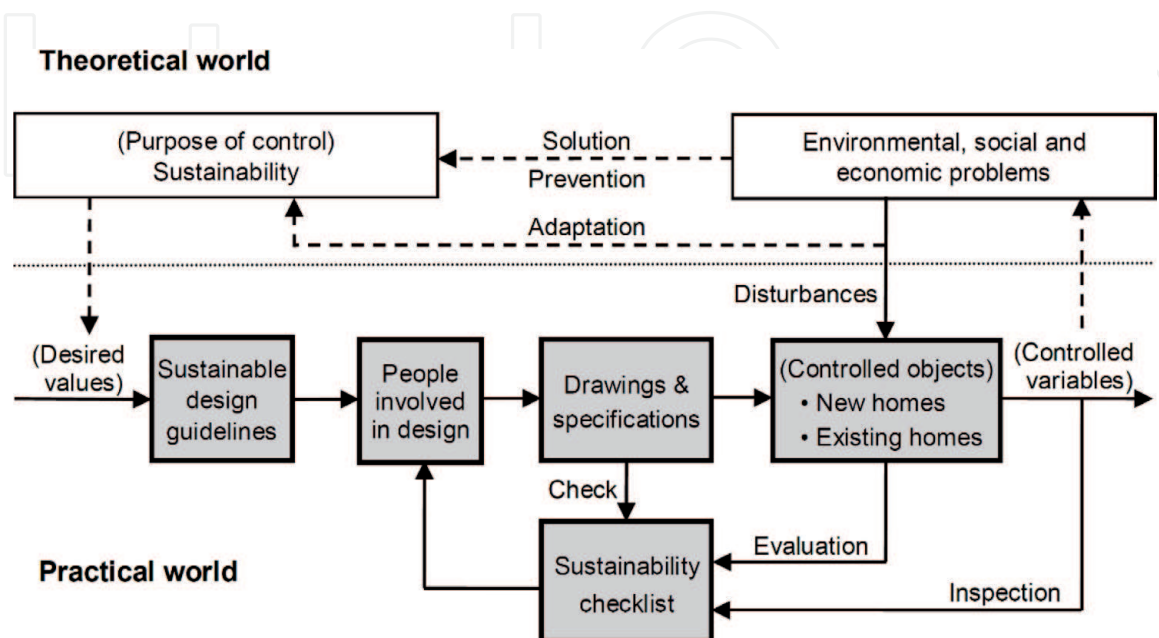 Theoretical world
(Purpose of control)
Sustainability
Solution
Prevention
Environmental, social and
economic problems
Adaptation
Disturbances
(Desired
values)
Sustainable
design
guidelines
People
involved
in design
Drawings &
specifications
(Controlled objects)
• New homes
• Existing homes
(Controlled
variables)
Check
Practical world
Sustainability
checklist
Evaluation
Inspection